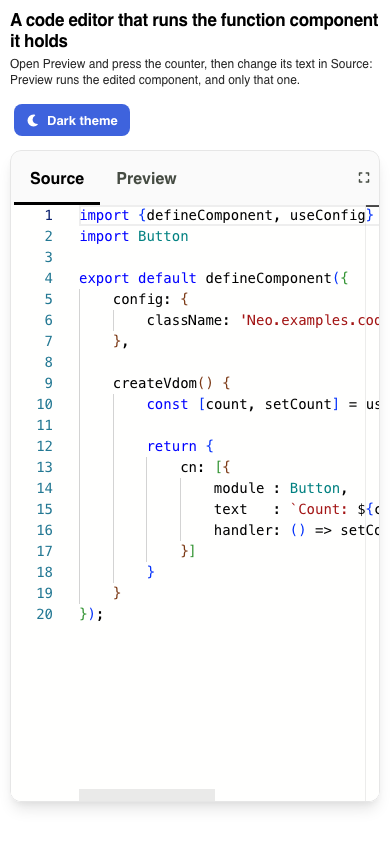 A code editor that runs the function component
it holds
Open Preview and press the counter, then change its text in Source:
Preview runs the edited component, and only that one.
Dark theme
Source Preview
1 import {defineComponent, useConfig}
2 import Button
3
4 export default defineComponent({
5 config: {
6 className: 'Neo.examples.coc
7 },
8
9 createVdom() {
10 const [count, setCount] = us
11
12 return {
13 cn: [{
14 module : Button,
15 text   : `Count: ${c
16 handler: () => setCo
17 }]
18 }
19 }
20 });